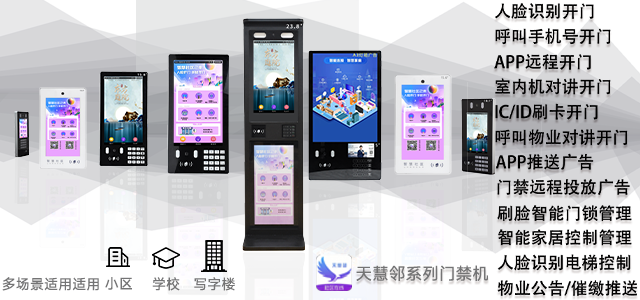 人脸识别开门
呼叫手机号开门
APP远程开门
室内机对讲开门
IC/ID刷卡开门
呼叫物业对讲开门
APP推送广告
门禁远程投放广告
刷脸智能门锁管理
智能家居控制管理
人脸识别电梯控制
物业公告/催缴推送
23.8"
多场景适用适用 小区 学校 写字楼
天慧邻
天慧邻系列门禁机